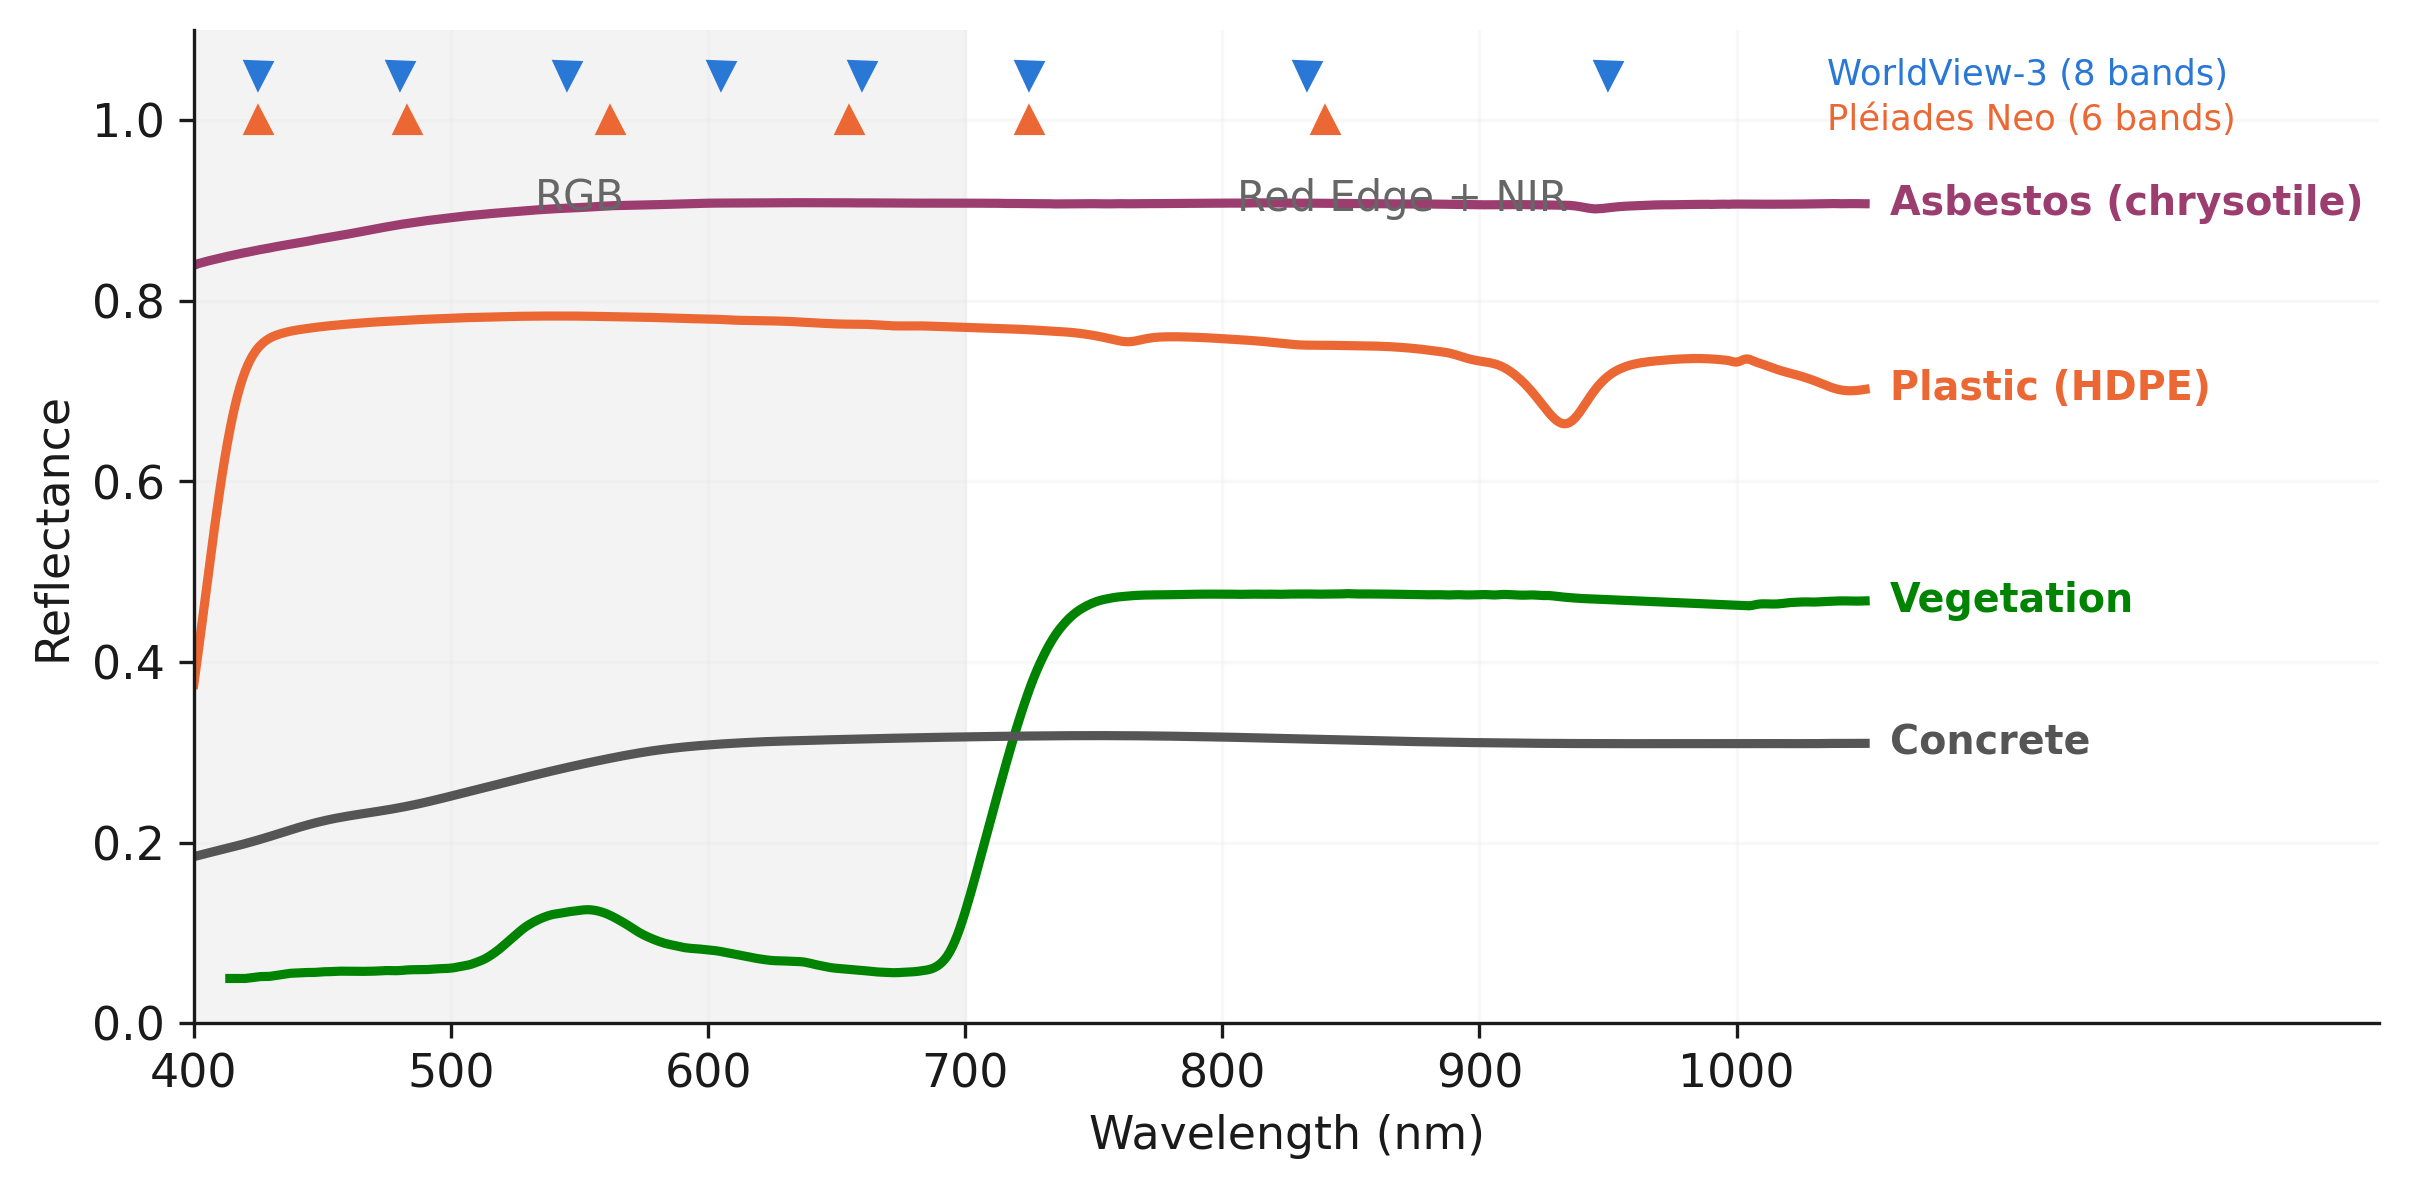 WorldView-3 (8 bands)
Pléiades Neo (6 bands)
1.0
RGB
Red Edge + NIR
Asbestos (chrysotile)
0.8
Plastic (HDPE)
0.6
Reflectance
Vegetation
0.4
Concrete
0.2
0.0
400 500 600 700 800 900 1000
Wavelength (nm)